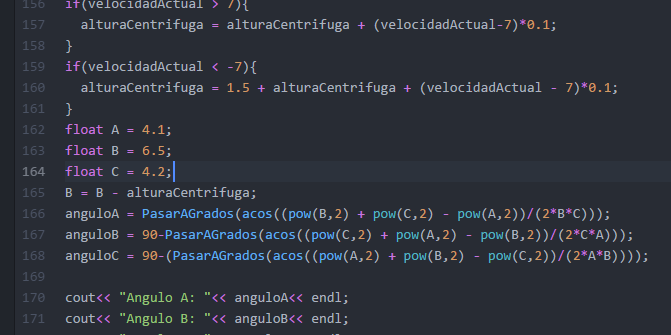 156 if(velocidadActual > 7){
157 alturaCentrifuga = alturaCentrifuga + (velocidadActual-7)*0.1;
158 }
159 if(velocidadActual < -7){
160 alturaCentrifuga = 1.5 + alturaCentrifuga + (velocidadActual - 7)*0.1;
161 }
162 float A = 4.1;
163 float B = 6.5;
164 float C = 4.2;
165 B = B - alturaCentrifuga;
166 anguloA = PasarAGrados(acos((pow(B,2) + pow(C,2) - pow(A,2))/(2*B*C)));
167 anguloB = 90-PasarAGrados(acos((pow(C,2) + pow(A,2) - pow(B,2))/(2*C*A)));
168 anguloC = 90-(PasarAGrados(acos((pow(A,2) + pow(B,2) - pow(C,2))/(2*A*B))));
169
170 cout<< "Angulo A: "<< anguloA<< endl;
171 cout<< "Angulo B: "<< anguloB<< endl;